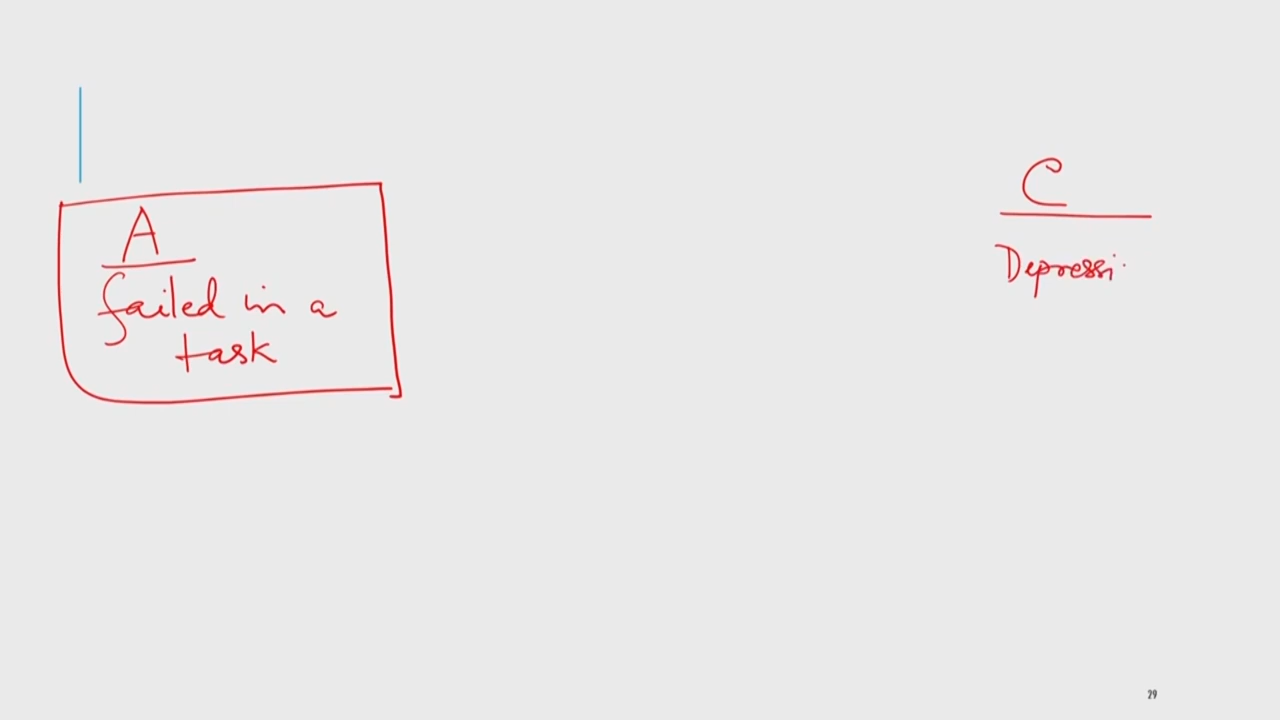 A
failed in a
task
C
Depressi
29